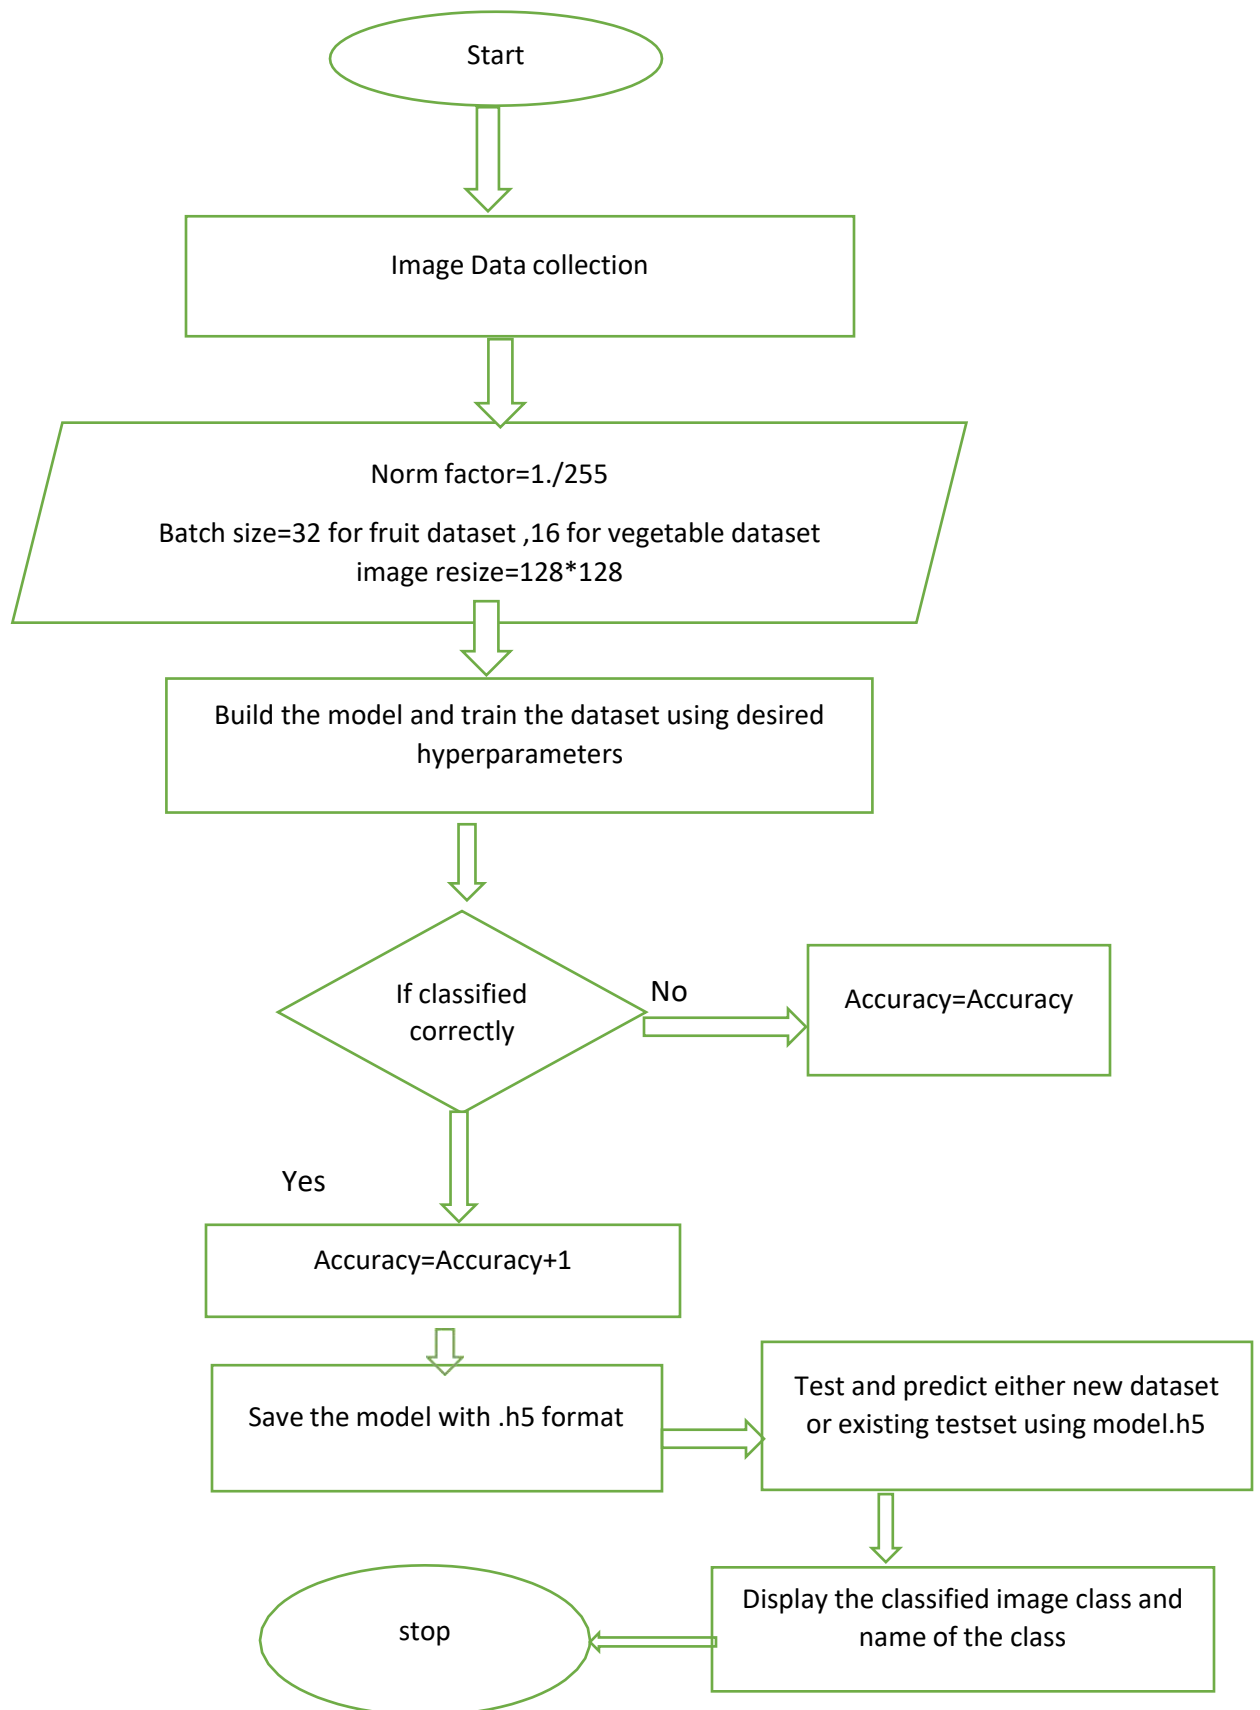 Start
Image Data collection
Norm factor=1./255
Batch size=32 for fruit dataset ,16 for vegetable dataset
image resize=128*128
Build the model and train the dataset using desired
hyperparameters
If classified
correctly
No
Accuracy=Accuracy
Yes
Accuracy=Accuracy+1
Save the model with .h5 format
Test and predict either new dataset
or existing testset using model.h5
Display the classified image class and
name of the class
stop